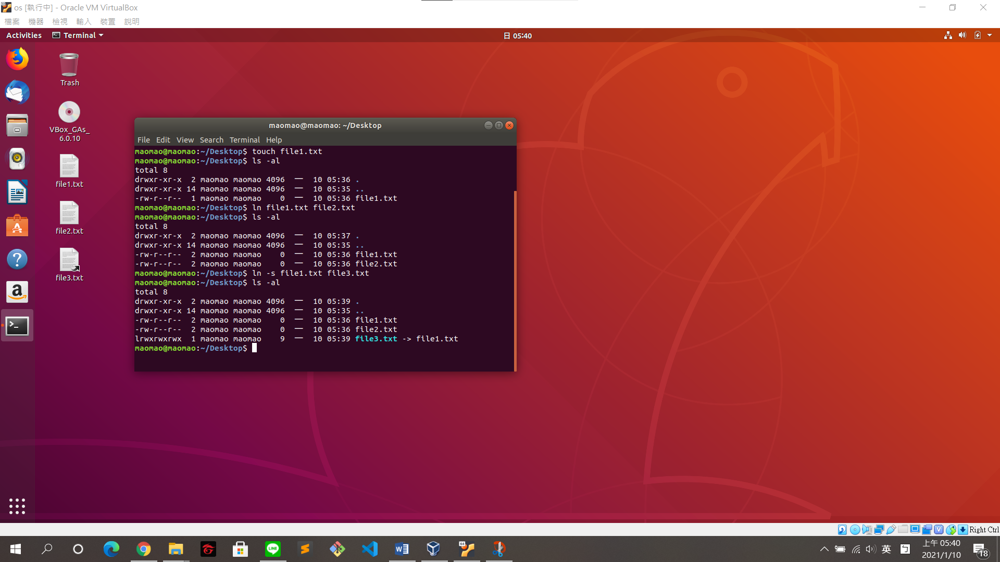 os [執行中] - Oracle VM VirtualBox
檔案 機器 檢視 輸入 裝置 說明
Activities Terminal 日 05:40
Trash
VBox_GAs_
6.0.10
file1.txt
file2.txt
file3.txt
maomao@maomao: ~/Desktop
File Edit View Search Terminal Help
maomao@maomao:~/Desktop$ touch file1.txt
maomao@maomao:~/Desktop$ ls -al
total 8
drwxr-xr-x  2 maomao maomao 4096  一  10 05:36 .
drwxr-xr-x 14 maomao maomao 4096  一  10 05:35 ..
-rw-r--r--  1 maomao maomao    0  一  10 05:36 file1.txt
maomao@maomao:~/Desktop$ ln file1.txt file2.txt
maomao@maomao:~/Desktop$ ls -al
total 8
drwxr-xr-x  2 maomao maomao 4096  一  10 05:37 .
drwxr-xr-x 14 maomao maomao 4096  一  10 05:35 ..
-rw-r--r--  2 maomao maomao    0  一  10 05:36 file1.txt
-rw-r--r--  2 maomao maomao    0  一  10 05:36 file2.txt
maomao@maomao:~/Desktop$ ln -s file1.txt file3.txt
maomao@maomao:~/Desktop$ ls -al
total 8
drwxr-xr-x  2 maomao maomao 4096  一  10 05:39 .
drwxr-xr-x 14 maomao maomao 4096  一  10 05:35 ..
-rw-r--r--  2 maomao maomao    0  一  10 05:36 file1.txt
-rw-r--r--  2 maomao maomao    0  一  10 05:36 file2.txt
lrwxrwxrwx  1 maomao maomao    9  一  10 05:39 file3.txt -> file1.txt
maomao@maomao:~/Desktop$
Right Ctrl
英 ㄅ
上午 05:40
2021/1/10
18